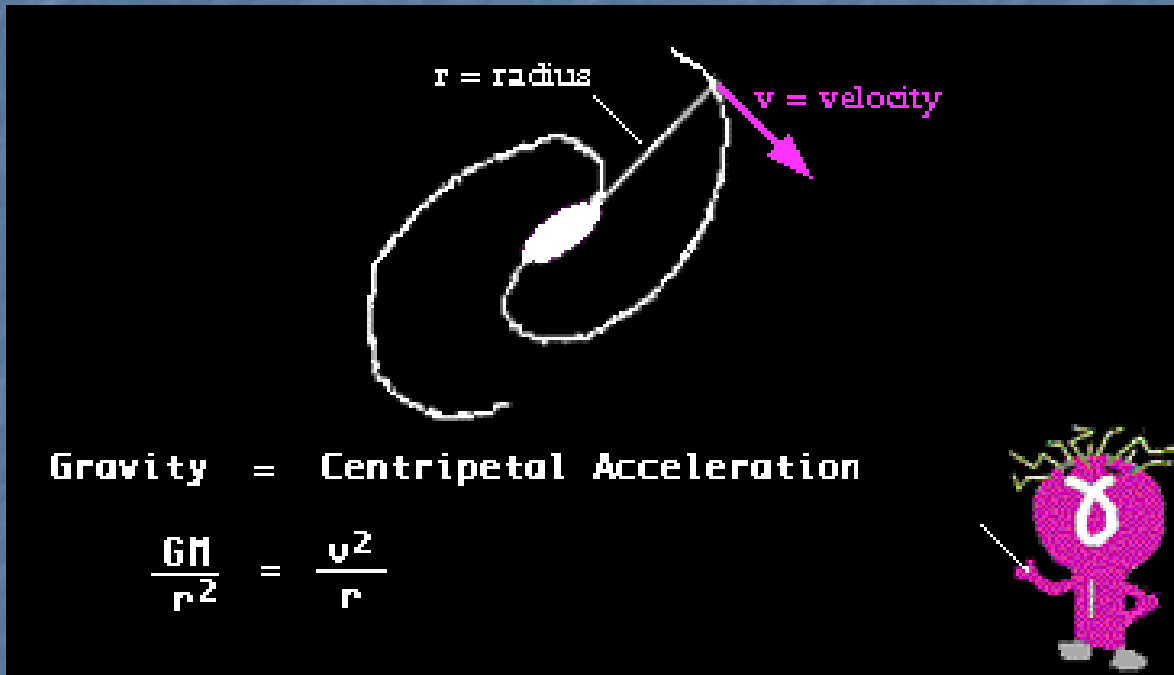 r = radius
v = velocity
Gravity = Centripetal Acceleration
GM
r²
=
v²
r
γ